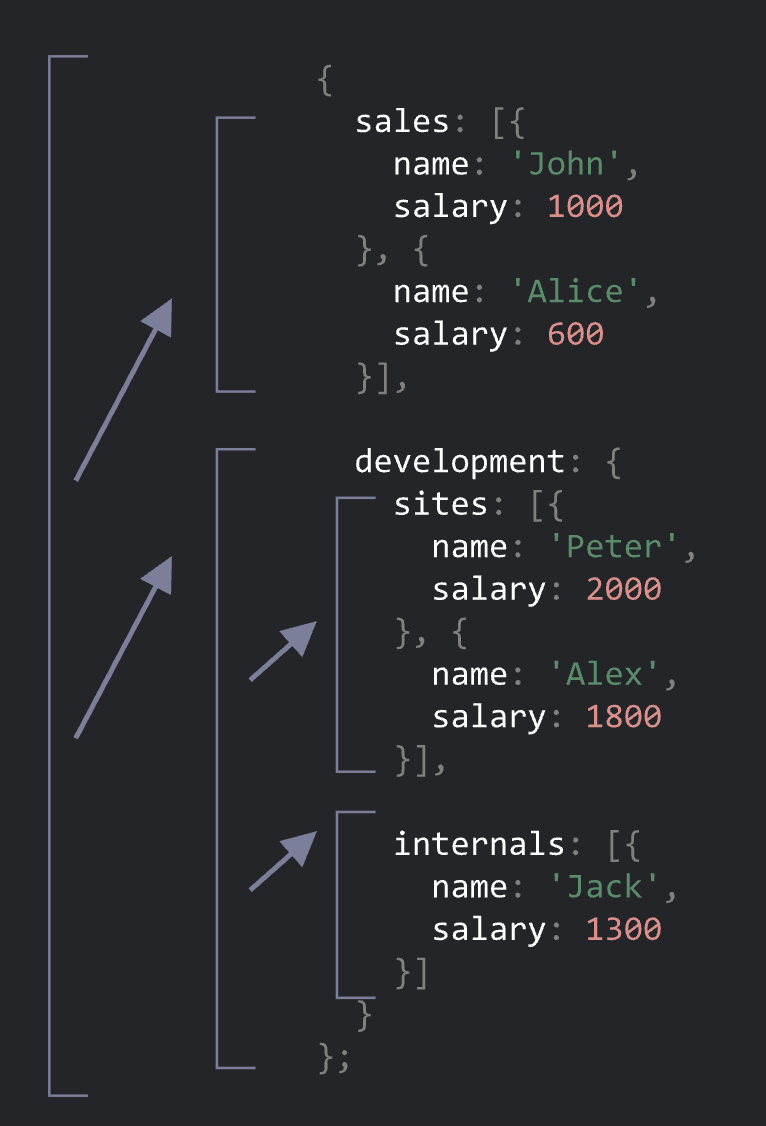 {
  sales: [{
    name: 'John',
    salary: 1000
  }, {
    name: 'Alice',
    salary: 600
  }],
  development: {
    sites: [{
      name: 'Peter',
      salary: 2000
    }, {
      name: 'Alex',
      salary: 1800
    }],
    internals: [{
      name: 'Jack',
      salary: 1300
    }]
  }
};